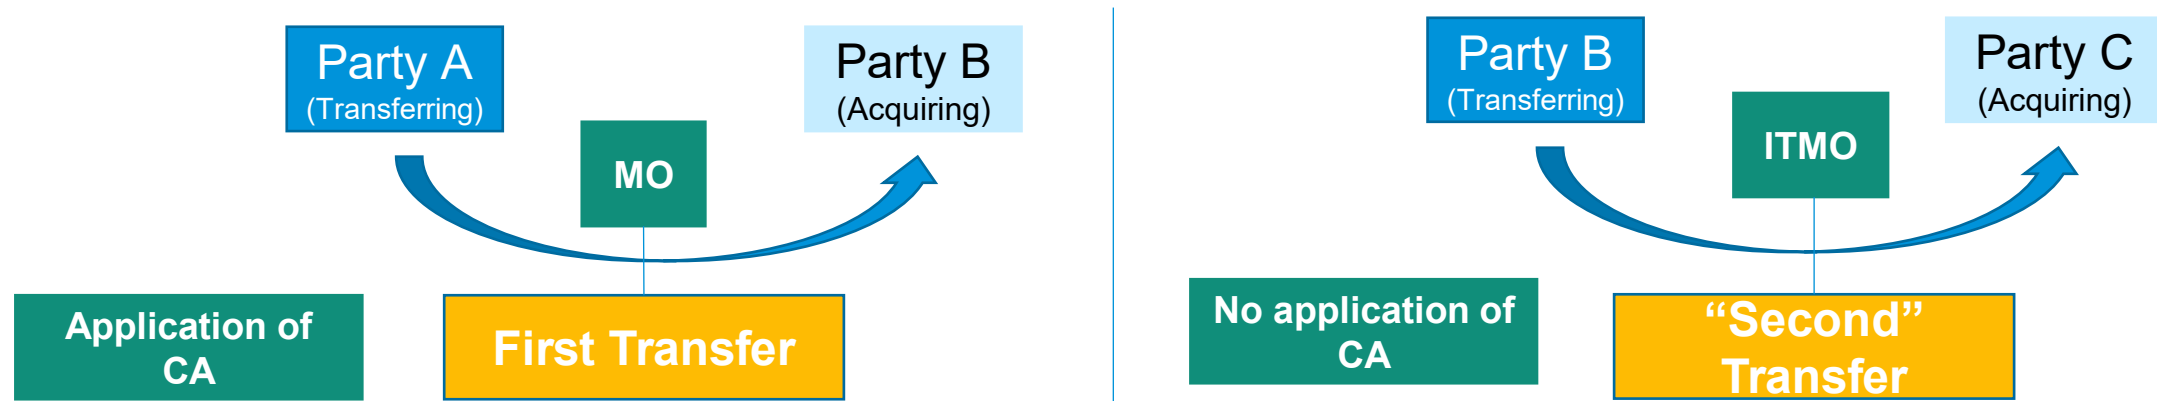 Party A
(Transferring)
Party B
(Acquiring)
MO
Application of
CA
First Transfer
Party B
(Transferring)
Party C
(Acquiring)
ITMO
No application of
CA
“Second”
Transfer